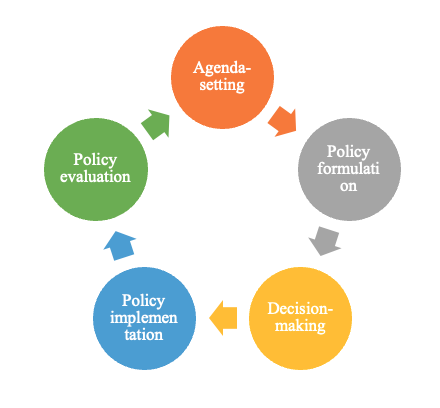 Agenda-
setting
Policy
formulati
on
Decision-
making
Policy
implemen
tation
Policy
evaluation